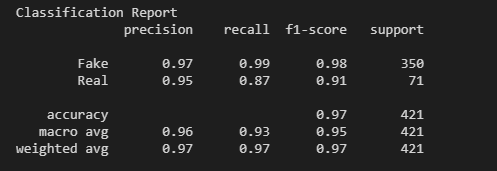 Classification Report
precision recall f1-score support
Fake 0.97 0.99 0.98 350
Real 0.95 0.87 0.91 71
accuracy 0.97 421
macro avg 0.96 0.93 0.95 421
weighted avg 0.97 0.97 0.97 421